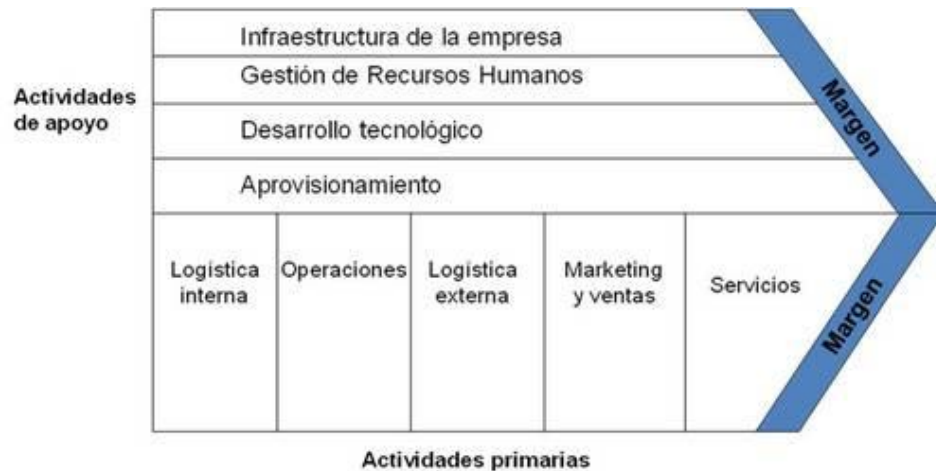 Infraestructura de la empresa
Gestión de Recursos Humanos
Actividades
de apoyo
Desarrollo tecnológico
Aprovisionamiento
Margen
Logística
interna
Operaciones
Logística
externa
Marketing
y ventas
Servicios
Margen
Actividades primarias